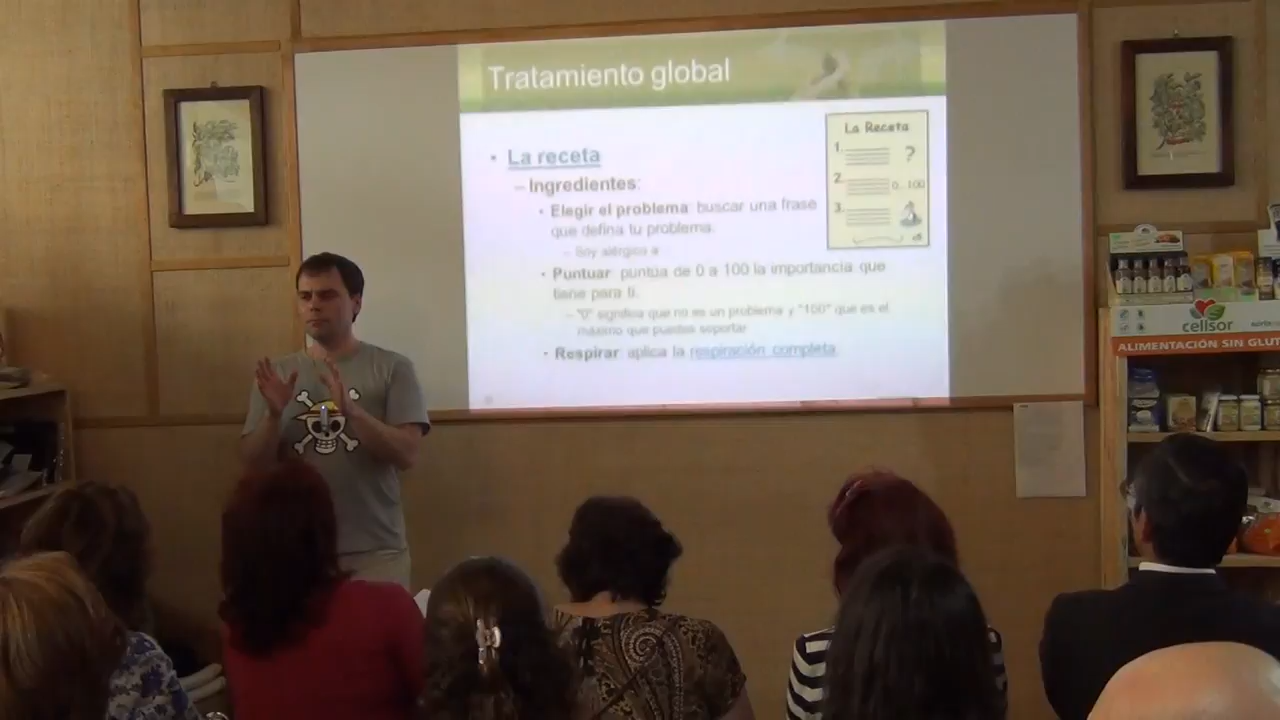 Tratamiento global
• La receta
– Ingredientes:
• Elegir el problema: buscar una frase
que defina tu problema.
– Soy alérgica a
• Puntuar: puntua de 0 a 100 la importancia que
tiene para ti.
– "0" significa que no es un problema y "100" que es el
máximo que puedes soportar
• Respirar: aplica la respiración completa
La Receta
1. ?
2. 0..100
3.
celisor
ALIMENTACIÓN SIN GLUT